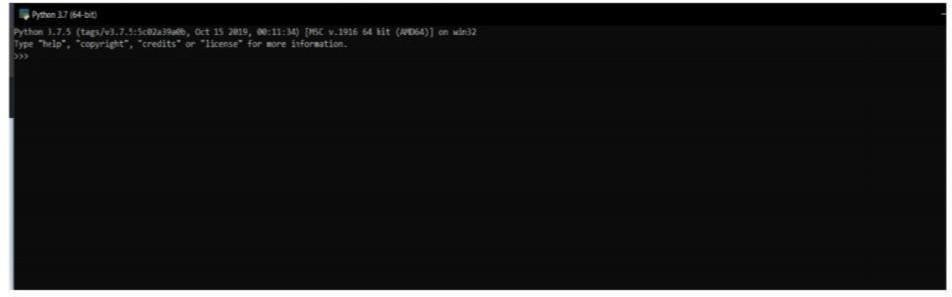 Python 3.7 (64-bit)
Python 3.7.5 (tags/v3.7.5:5c02a39a0b, Oct 15 2019, 00:11:34) [MSC v.1916 64 bit (AMD64)] on win32
Type "help", "copyright", "credits" or "license" for more information.
>>>